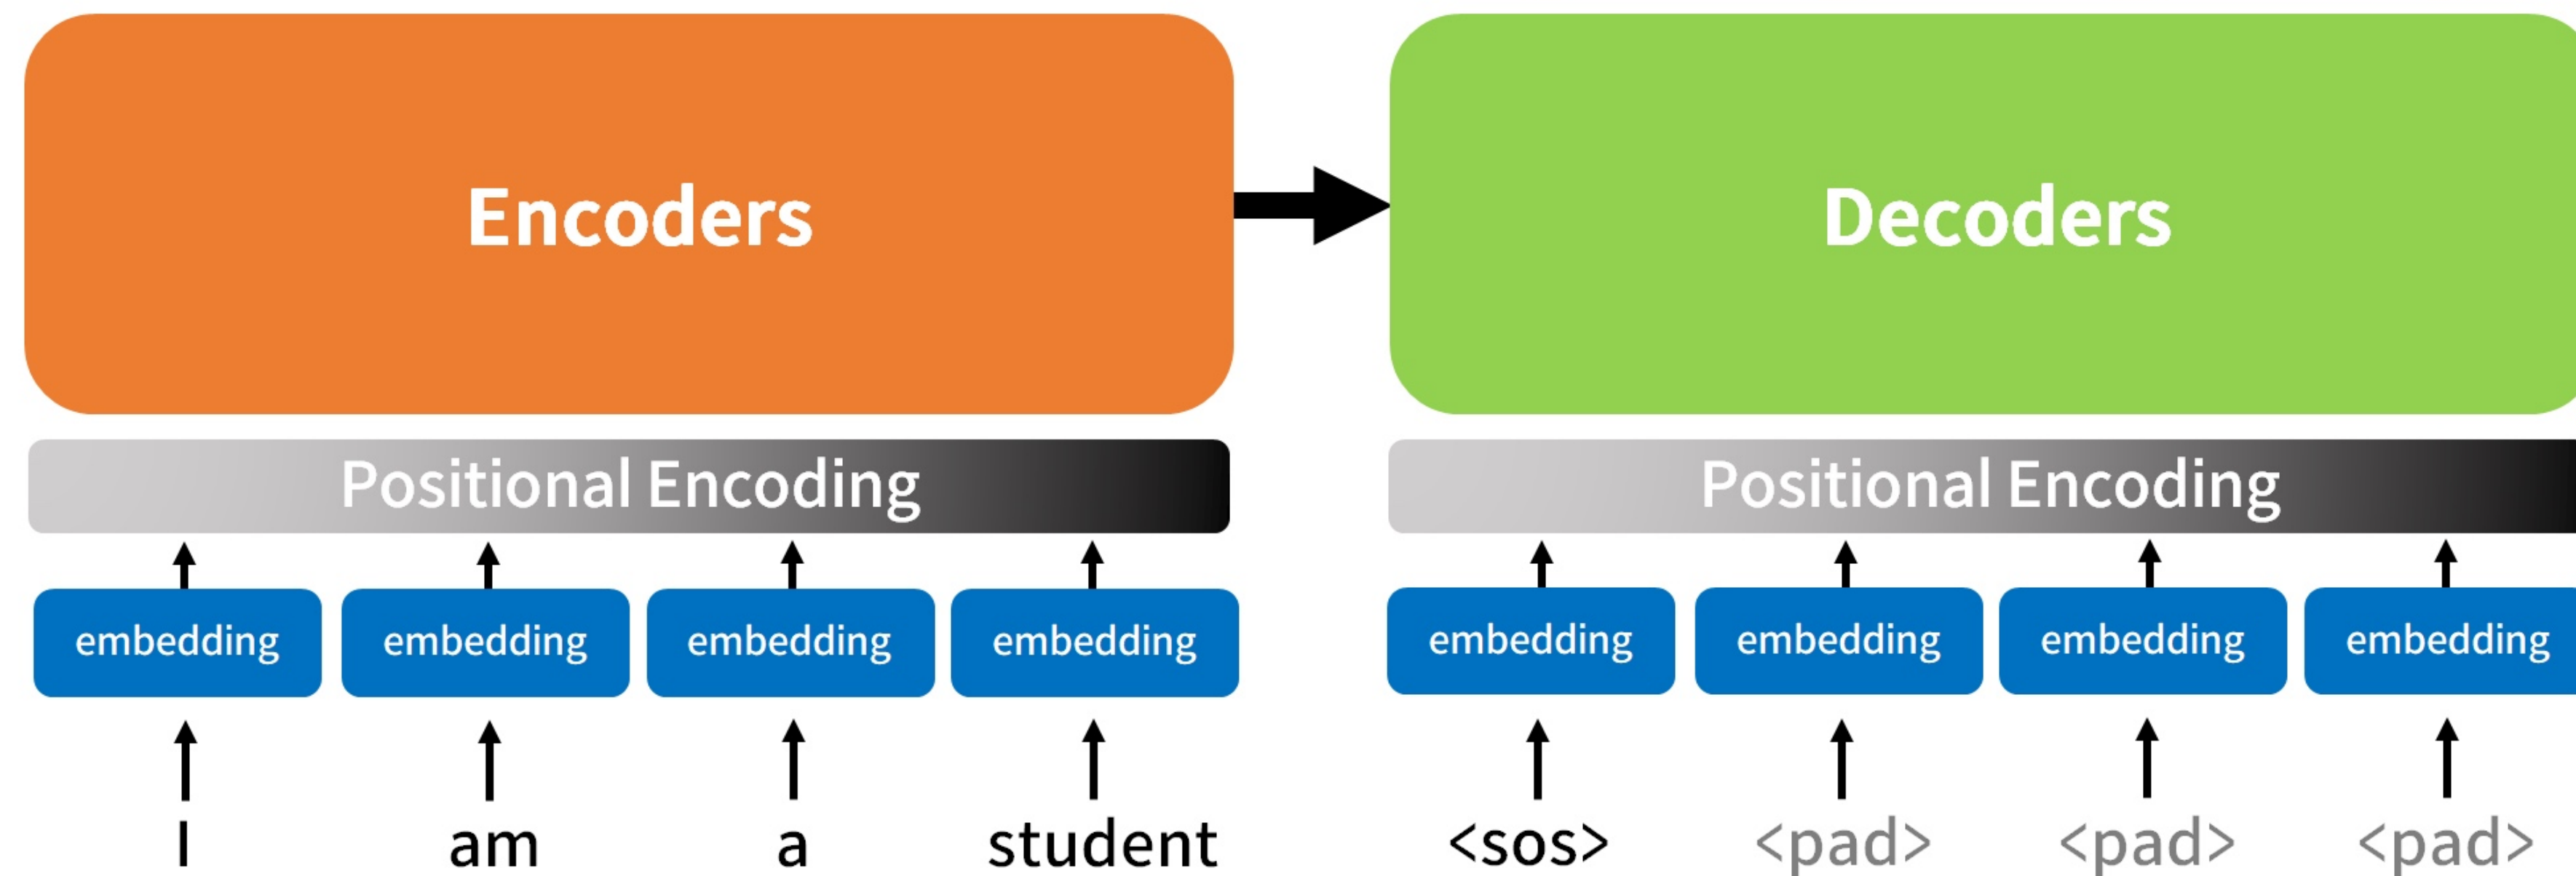 Encoders
Decoders
Positional Encoding
Positional Encoding
embedding embedding embedding embedding
embedding embedding embedding embedding
I am a student
<sos> <pad> <pad> <pad>